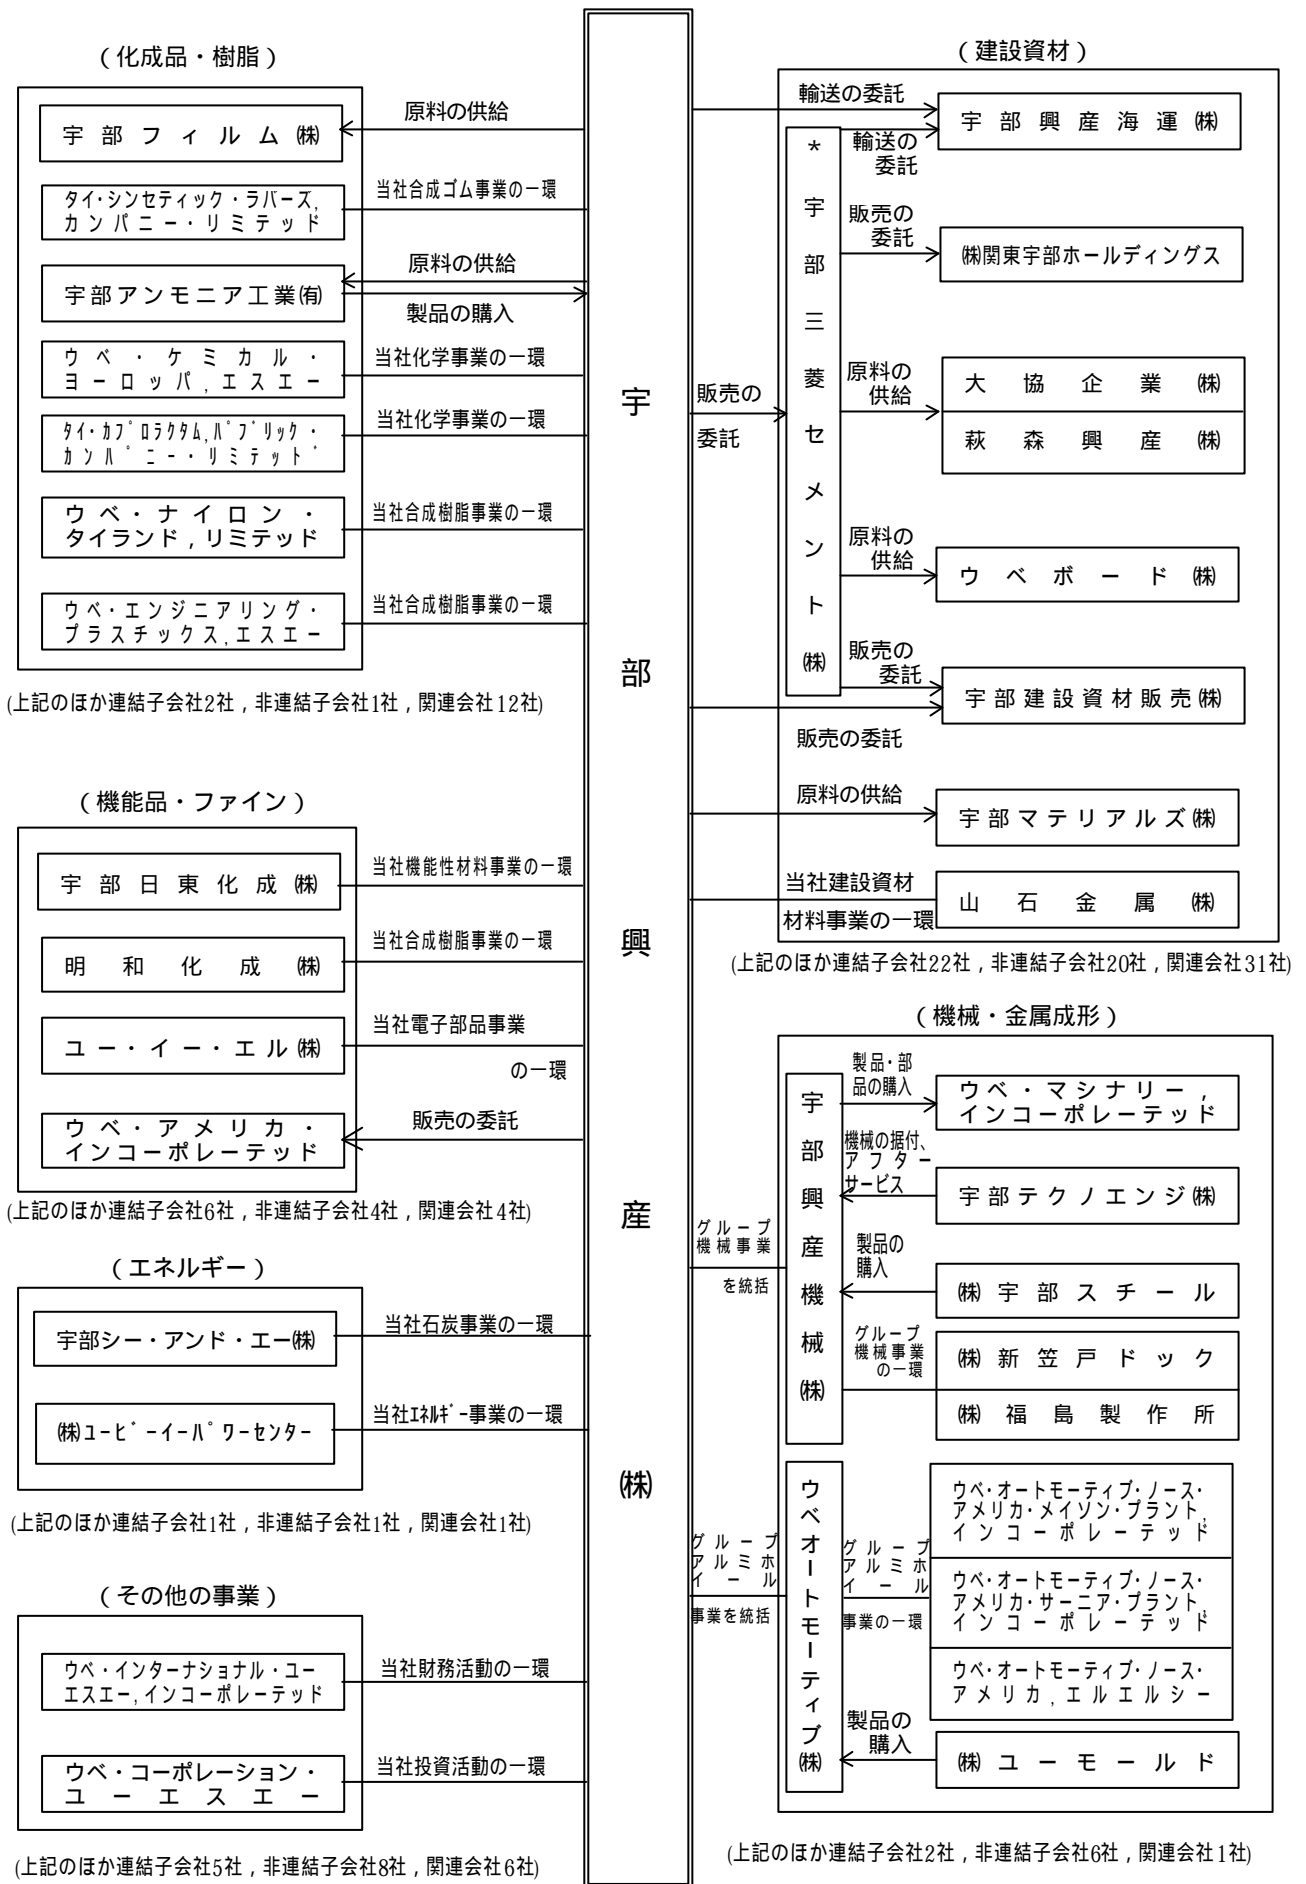 (化成品・樹脂)
宇部フィルム㈱
原料の供給
タイ・シンセティック・ラバーズ,
カンパニー・リミテッド
当社合成ゴム事業の一環
宇部アンモニア工業㈲
原料の供給
製品の購入
ウベ・ケミカル・
ヨーロッパ,エスエー
当社化学事業の一環
タイ・カプロラクタム,パブリック・
カンパニー・リミテッド
当社化学事業の一環
ウベ・ナイロン・
タイランド,リミテッド
当社合成樹脂事業の一環
ウベ・エンジニアリング・
プラスチックス,エスエー
当社合成樹脂事業の一環
(上記のほか連結子会社2社,非連結子会社1社,関連会社12社)
(機能品・ファイン)
宇部日東化成㈱
当社機能性材料事業の一環
明和化成㈱
当社合成樹脂事業の一環
ユー・イー・エル㈱
当社電子部品事業
の一環
ウベ・アメリカ・
インコーポレーテッド
販売の委託
(上記のほか連結子会社6社,非連結子会社4社,関連会社4社)
(エネルギー)
宇部シー・アンド・エー㈱
当社石炭事業の一環
㈱ユービーイーパワーセンター
当社エネルギー事業の一環
(上記のほか連結子会社1社,非連結子会社1社,関連会社1社)
(その他の事業)
ウベ・インターナショナル・ユー
エスエー,インコーポレーテッド
当社財務活動の一環
ウベ・コーポレーション・
ユーエスエー
当社投資活動の一環
(上記のほか連結子会社5社,非連結子会社8社,関連会社6社)
宇部興産㈱
(建設資材)
輸送の委託
宇部興産海運㈱
輸送の
委託
*宇部三菱セメント㈱
販売の
委託
販売の
委託
㈱関東宇部ホールディングス
原料の
供給
大協企業㈱
萩森興産㈱
原料の
供給
ウベボード㈱
販売の
委託
宇部建設資材販売㈱
販売の委託
原料の供給
宇部マテリアルズ㈱
当社建設資材
材料事業の一環
山石金属㈱
(上記のほか連結子会社22社,非連結子会社20社,関連会社31社)
(機械・金属成形)
グループ
機械事業
を統括
宇部興産機械㈱
製品・部
品の購入
ウベ・マシナリー,
インコーポレーテッド
機械の据付、
アフター
サービス
宇部テクノエンジ㈱
製品の
購入
㈱宇部スチール
グループ
機械事業
の一環
㈱新笠戸ドック
㈱福島製作所
グループ
アルミホ
イール
事業を統括
ウベオートモーティブ㈱
グループ
アルミホ
イール
事業の一環
ウベ・オートモーティブ・ノース・
アメリカ・メイソン・プラント,
インコーポレーテッド
ウベ・オートモーティブ・ノース・
アメリカ・サーニア・プラント,
インコーポレーテッド
ウベ・オートモーティブ・ノース・
アメリカ,エルエルシー
製品の
購入
㈱ユーモールド
(上記のほか連結子会社2社,非連結子会社6社,関連会社1社)